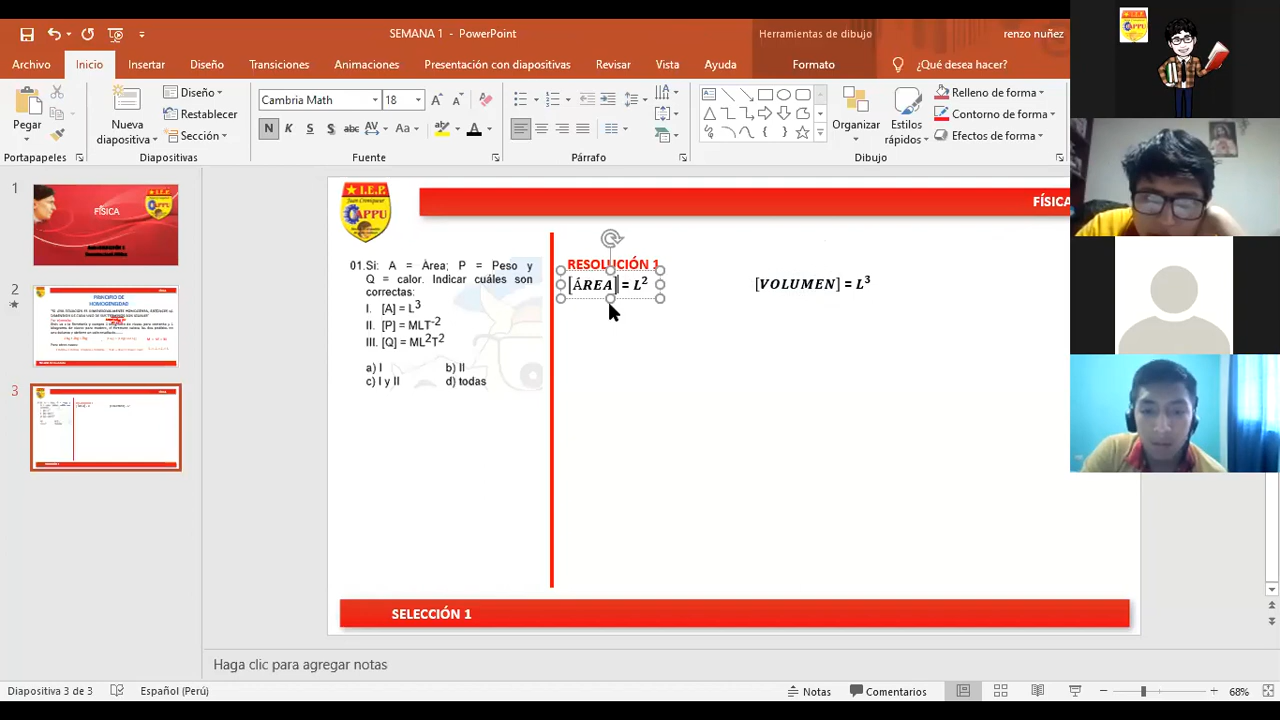 SEMANA 1 - PowerPoint
Herramientas de dibujo
renzo nuñez
Archivo
Inicio
Insertar
Diseño
Transiciones
Animaciones
Presentación con diapositivas
Revisar
Vista
Ayuda
Formato
¿Qué desea hacer?
Pegar
Portapapeles
Nueva
diapositiva
Diseño
Restablecer
Sección
Diapositivas
Cambria Math
18
N K S S abc AV Aa A
Fuente
Párrafo
Organizar
Estilos
rápidos
Relleno de forma
Contorno de forma
Efectos de forma
Dibujo
1
FÍSICA
2
PRINCIPIO DE
HOMOGENEIDAD
3
I.E.P.
APPU
FÍSICA
01. Si: A = Área; P = Peso y
Q = calor. Indicar cuáles son
correctas:
I. [A] = L3
II. [P] = MLT-2
III. [Q] = ML2T2
a) I b) II
c) I y II d) todas
RESOLUCIÓN 1
[ÁREA] = L2
[VOLUMEN] = L3
SELECCIÓN 1
Haga clic para agregar notas
Diapositiva 3 de 3
Español (Perú)
Notas
Comentarios
68%